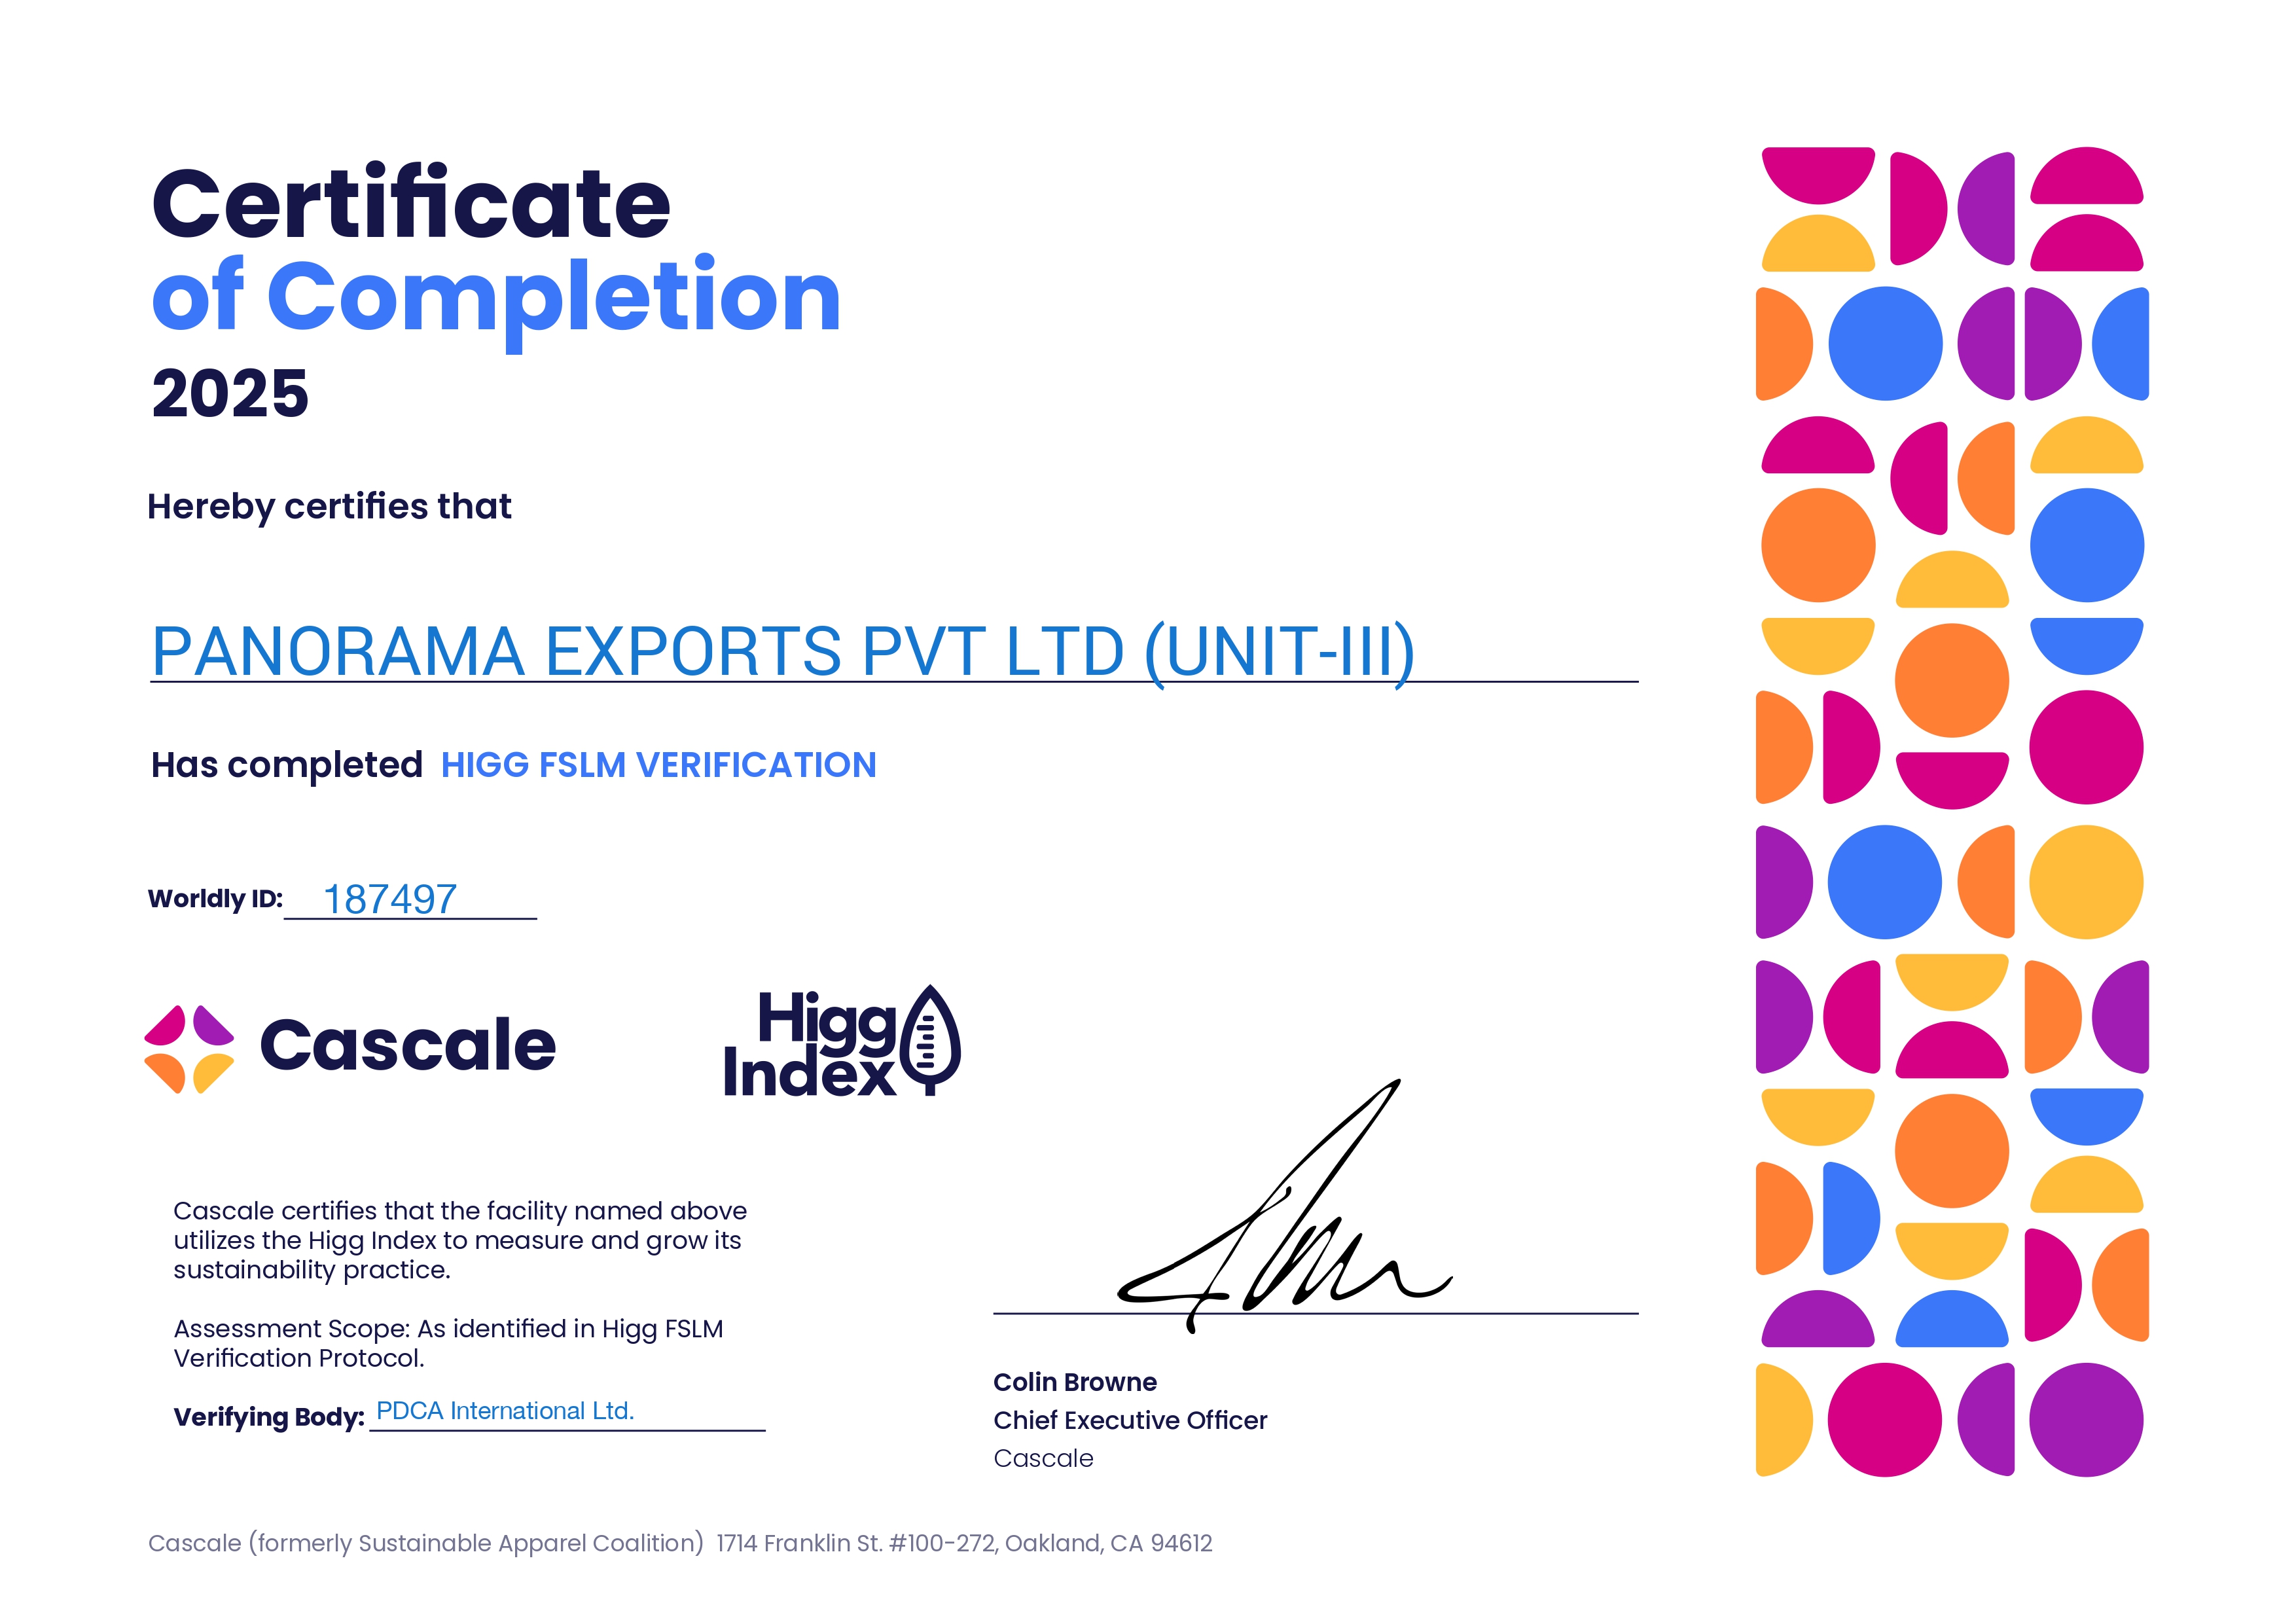 Certificate
of Completion
2025
Hereby certifies that
PANORAMA EXPORTS PVT LTD (UNIT-III)
Has completed HIGG FSLM VERIFICATION
Worldly ID: 187497
Cascale
Higg
Index
Cascale certifies that the facility named above
utilizes the Higg Index to measure and grow its
sustainability practice.
Assessment Scope: As identified in Higg FSLM
Verification Protocol.
Verifying Body: PDCA International Ltd.
Colin Browne
Chief Executive Officer
Cascale
Cascale (formerly Sustainable Apparel Coalition) 1714 Franklin St. #100-272, Oakland, CA 94612